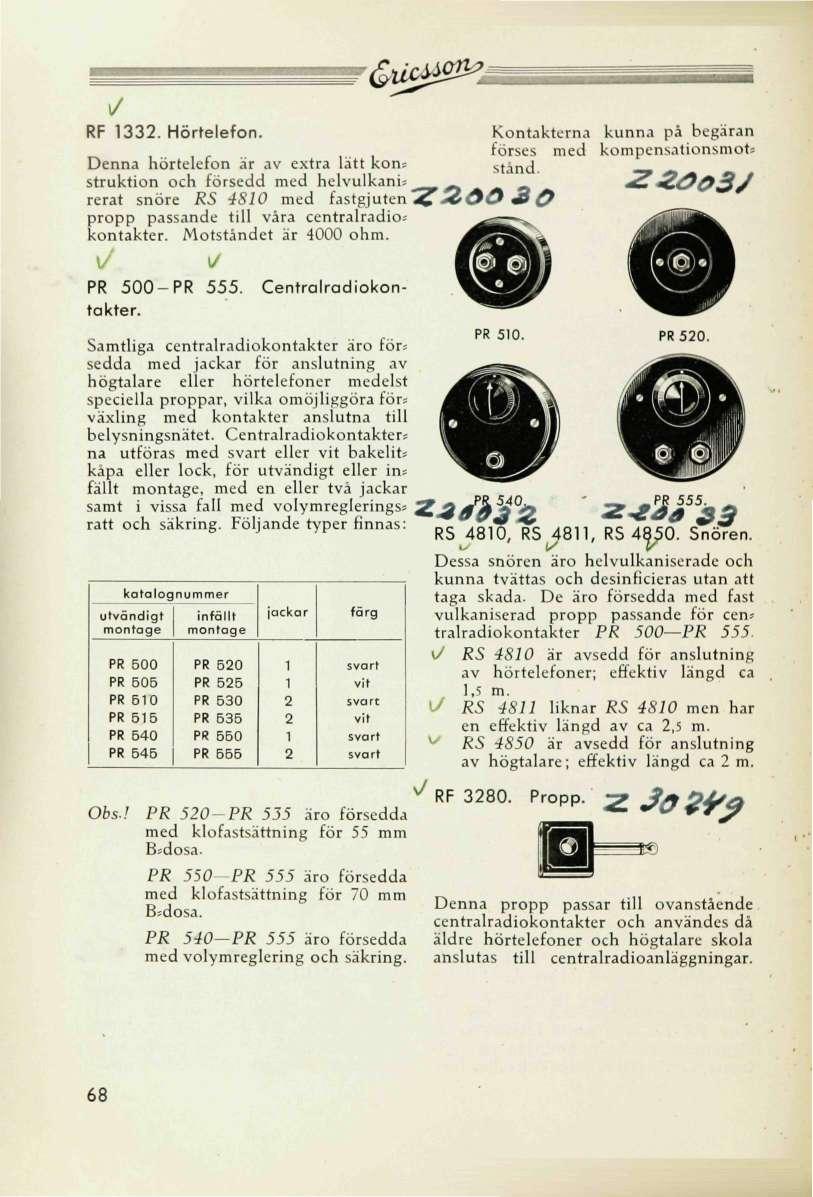 Ericsson
RF 1332. Hörtelefon.
Denna hörtelefon är av extra lätt kon-
struktion och försedd med helvulkani-
rerat snöre RS 4810 med fastgjuten
propp passande till våra centralradio-
kontakter. Motståndet är 4000 ohm.
PR 500-PR 555. Centralradiokon-
takter.
Samtliga centralradiokontakter äro för-
sedda med jackar för anslutning av
högtalare eller hörtelefoner medelst
speciella proppar, vilka omöjliggöra för-
växling med kontakter anslutna till
belysningsnätet. Centralradiokontakter-
na utföras med svart eller vit bakelit-
kåpa eller lock, för utvändigt eller in-
fällt montage, med en eller två jackar
samt i vissa fall med volymreglerings-
ratt och säkring. Följande typer finnas:
katalognummer
utvändigt montage | infällt montage | jackar | färg
PR 500 PR 520 1 svart
PR 505 PR 525 1 vit
PR 510 PR 530 2 svart
PR 515 PR 535 2 vit
PR 540 PR 550 1 svart
PR 545 PR 555 2 svart
Obs.! PR 520—PR 535 äro försedda
med klofastsättning för 55 mm
B-dosa.
PR 550—PR 555 äro försedda
med klofastsättning för 70 mm
B-dosa.
PR 540—PR 555 äro försedda
med volymreglering och säkring.
68
Kontakterna kunna på begäran
förses med kompensationsmot-
stånd.
Z 20030
Z 20031
PR 510.
PR 520.
PR 540.
PR 555.
Z 20032
Z 20033
RS 4810, RS 4811, RS 4850. Snören.
Dessa snören äro helvulkaniserade och
kunna tvättas och desinficieras utan att
taga skada. De äro försedda med fast
vulkaniserad propp passande för cen-
tralradiokontakter PR 500—PR 555.
RS 4810 är avsedd för anslutning
av hörtelefoner; effektiv längd ca
1,5 m.
RS 4811 liknar RS 4810 men har
en effektiv längd av ca 2,5 m.
RS 4850 är avsedd för anslutning
av högtalare; effektiv längd ca 2 m.
RF 3280. Propp.
Z 30249
Denna propp passar till ovanstående
centralradiokontakter och användes då
äldre hörtelefoner och högtalare skola
anslutas till centralradioanläggningar.